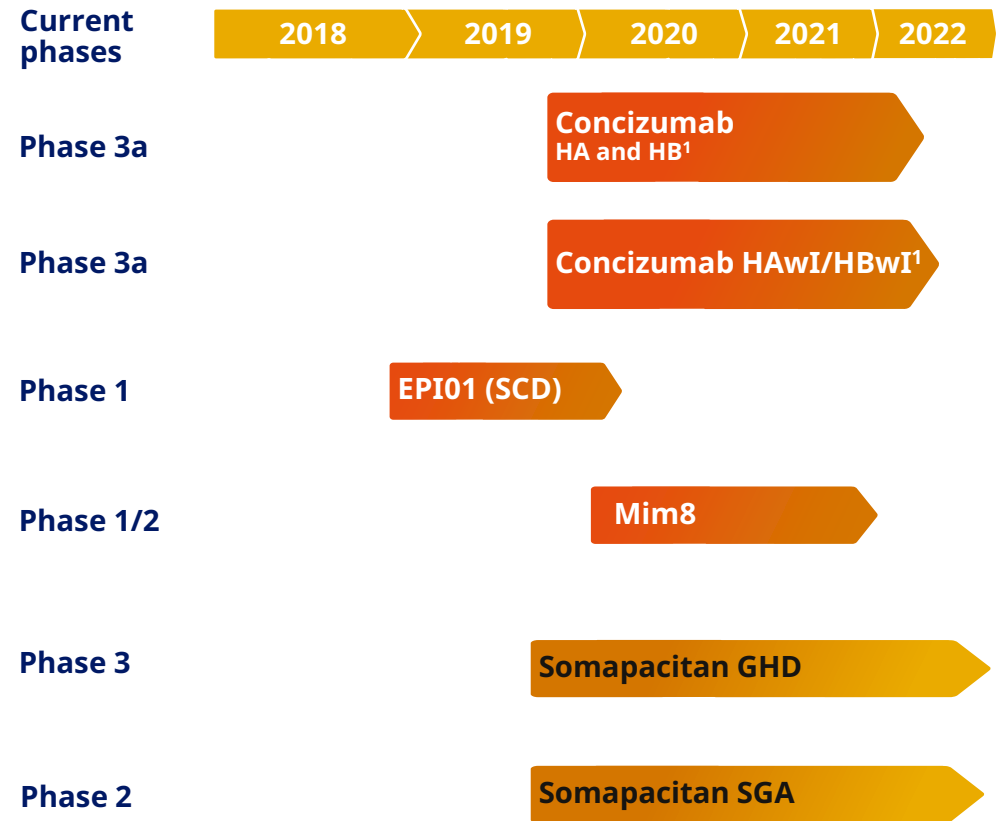 Current
phases
2018 2019 2020 2021 2022
Phase 3a
Concizumab
HA and HB¹
Phase 3a
Concizumab HAwI/HBwI¹
Phase 1
EPI01 (SCD)
Phase 1/2
Mim8
Phase 3
Somapacitan GHD
Phase 2
Somapacitan SGA